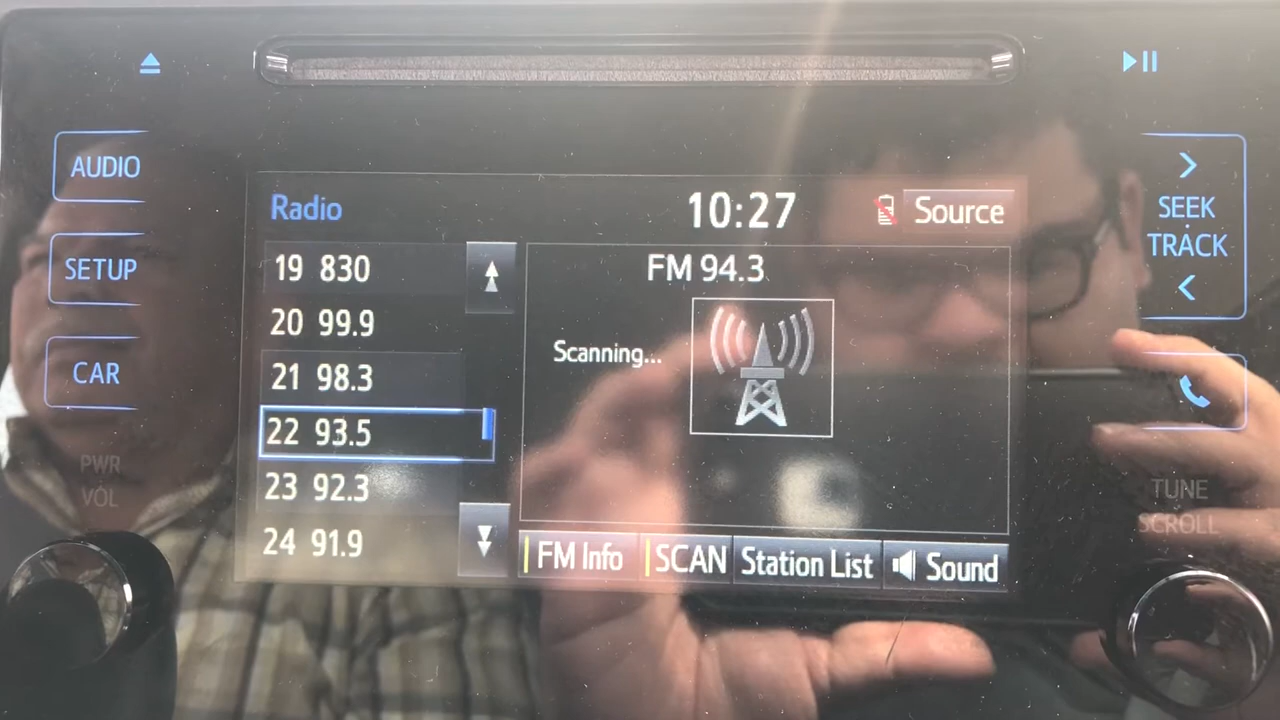 AUDIO
SETUP
CAR
PWR
VOL
Radio
10:27
Source
19 830
20 99.9
21 98.3
22 93.5
23 92.3
24 91.9
FM 94.3
Scanning...
FM Info
SCAN
Station List
Sound
SEEK
TRACK
TUNE
SCROLL